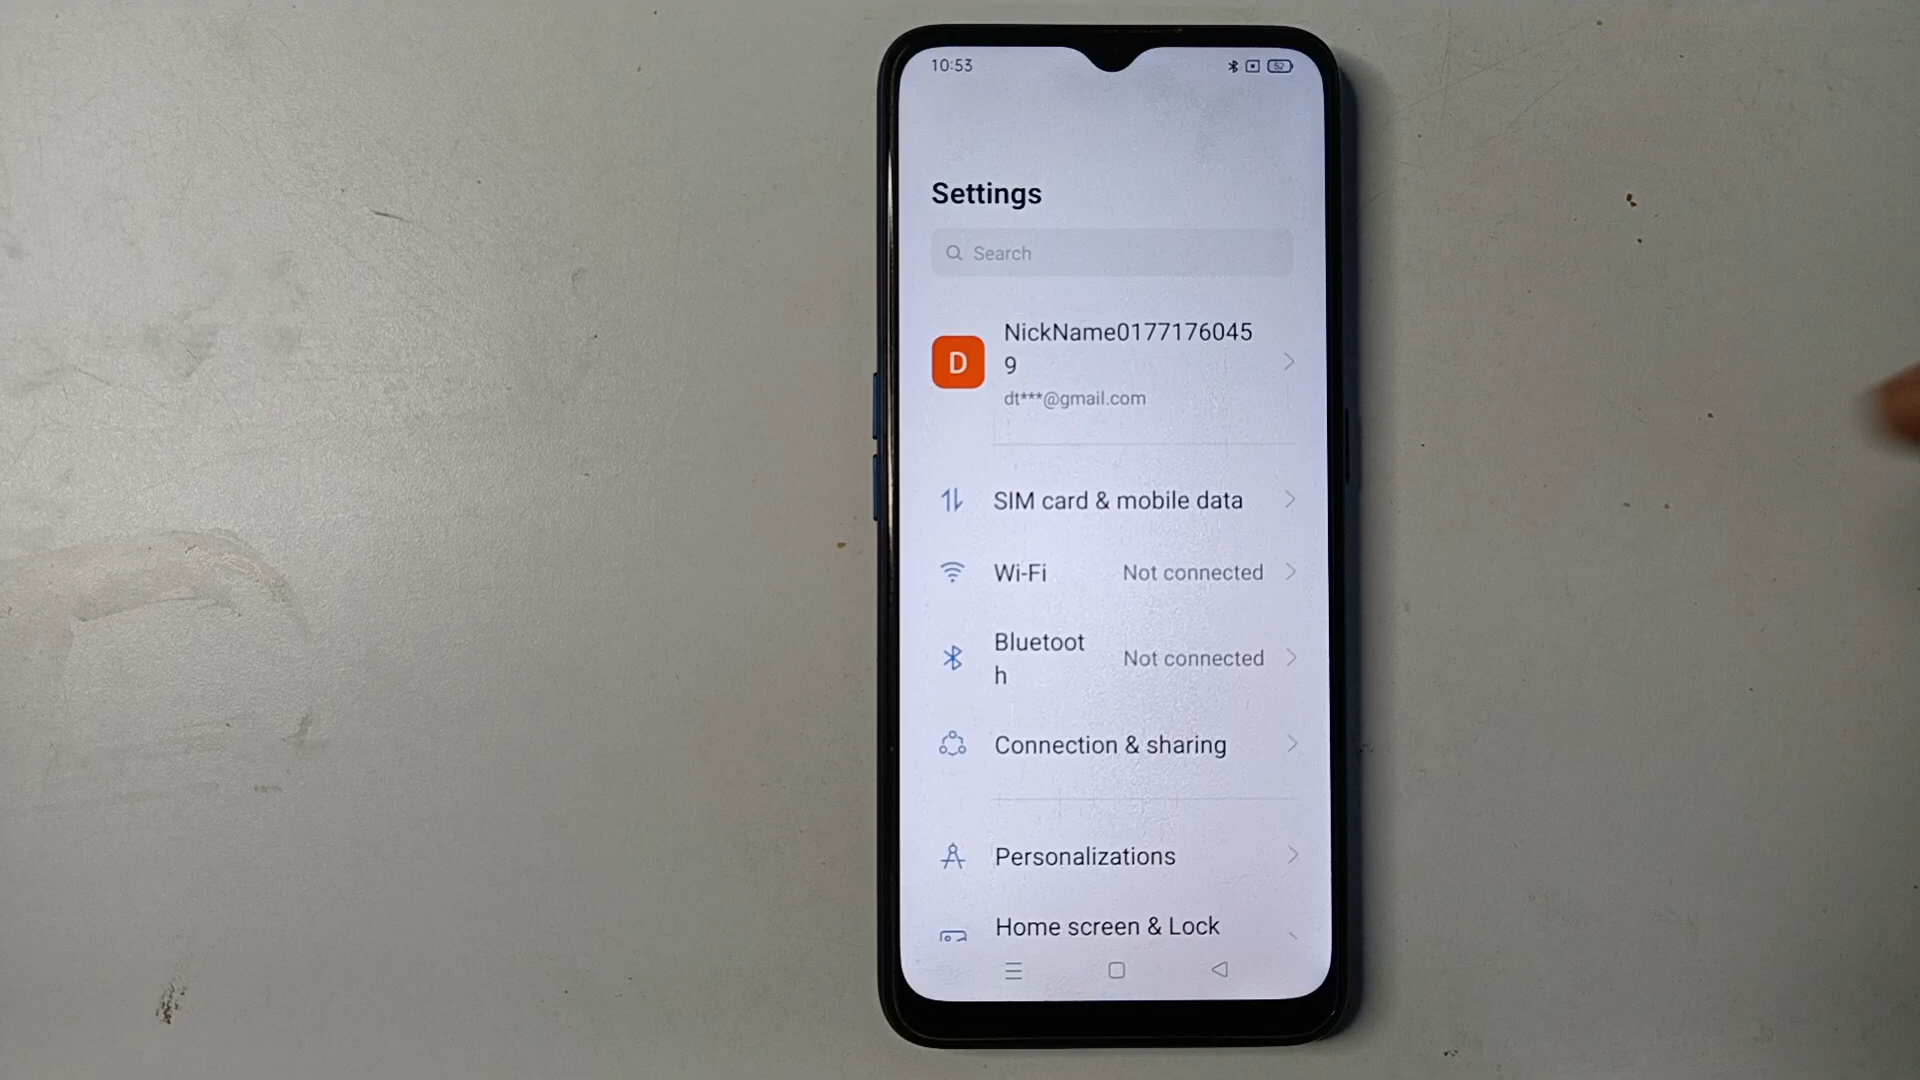 10:53
52
Settings
Search
D
NickName0177176045
9
dt***@gmail.com
SIM card & mobile data
Wi-Fi Not connected
Bluetoot
h
Not connected
Connection & sharing
Personalizations
Home screen & Lock